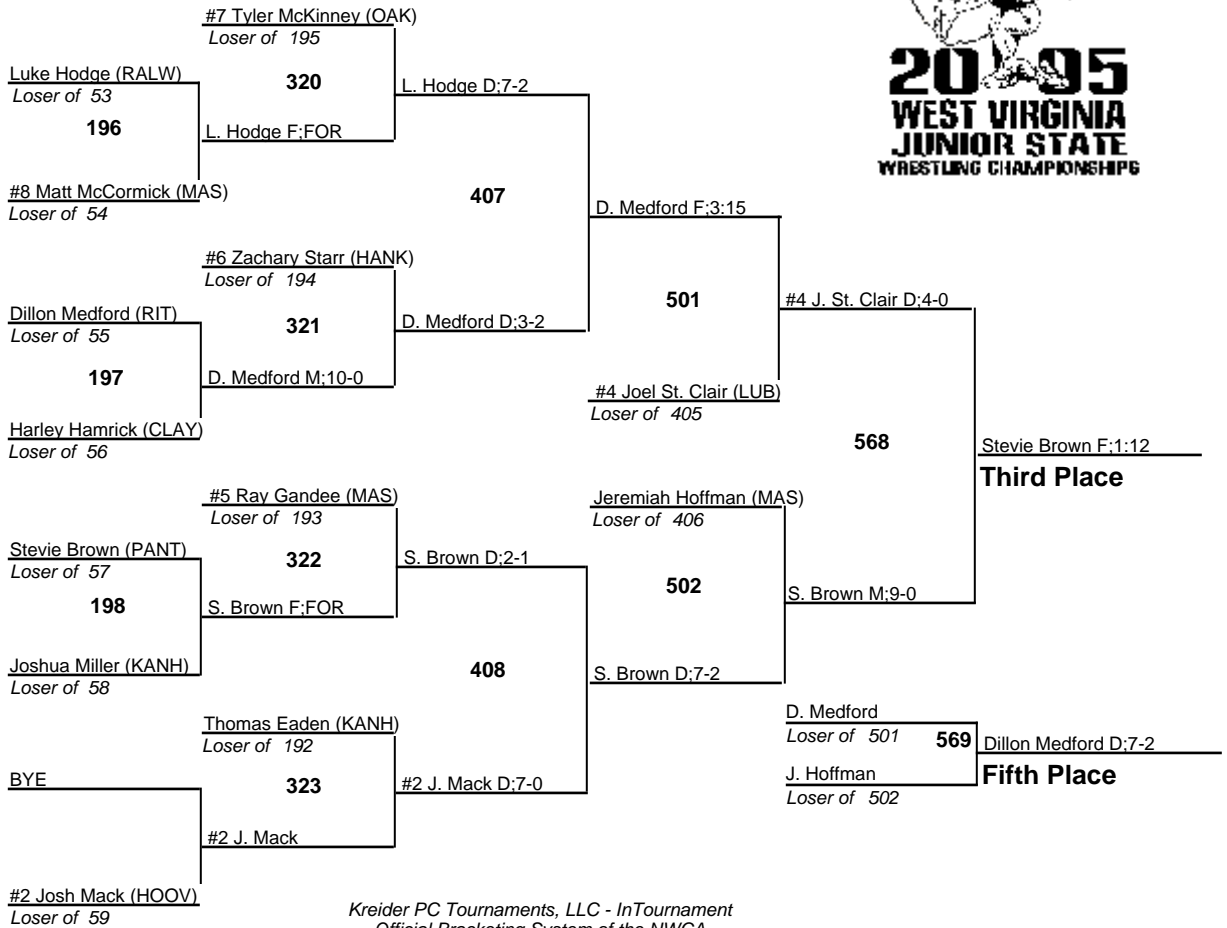 #7 Tyler McKinney (OAK)
Loser of 195
Luke Hodge (RALW)
Loser of 53
320
L. Hodge D;7-2
196
L. Hodge F;FOR
#8 Matt McCormick (MAS)
Loser of 54
407
D. Medford F;3:15
#6 Zachary Starr (HANK)
Loser of 194
Dillon Medford (RIT)
Loser of 55
321
D. Medford D;3-2
501
#4 J. St. Clair D;4-0
197
D. Medford M;10-0
#4 Joel St. Clair (LUB)
Loser of 405
Harley Hamrick (CLAY)
Loser of 56
568
Stevie Brown F;1:12
Third Place
#5 Ray Gandee (MAS)
Loser of 193
Jeremiah Hoffman (MAS)
Loser of 406
Stevie Brown (PANT)
Loser of 57
322
S. Brown D;2-1
502
198
S. Brown F;FOR
S. Brown M;9-0
Joshua Miller (KANH)
Loser of 58
408
S. Brown D;7-2
Thomas Eaden (KANH)
Loser of 192
D. Medford
Loser of 501
569
Dillon Medford D;7-2
Fifth Place
BYE
323
#2 J. Mack D;7-0
J. Hoffman
Loser of 502
#2 J. Mack
#2 Josh Mack (HOOV)
Loser of 59
Kreider PC Tournaments, LLC - InTournament
Official Bracketing System of the NWCA
20 05
WEST VIRGINIA
JUNIOR STATE
WRESTLING CHAMPIONSHIPS